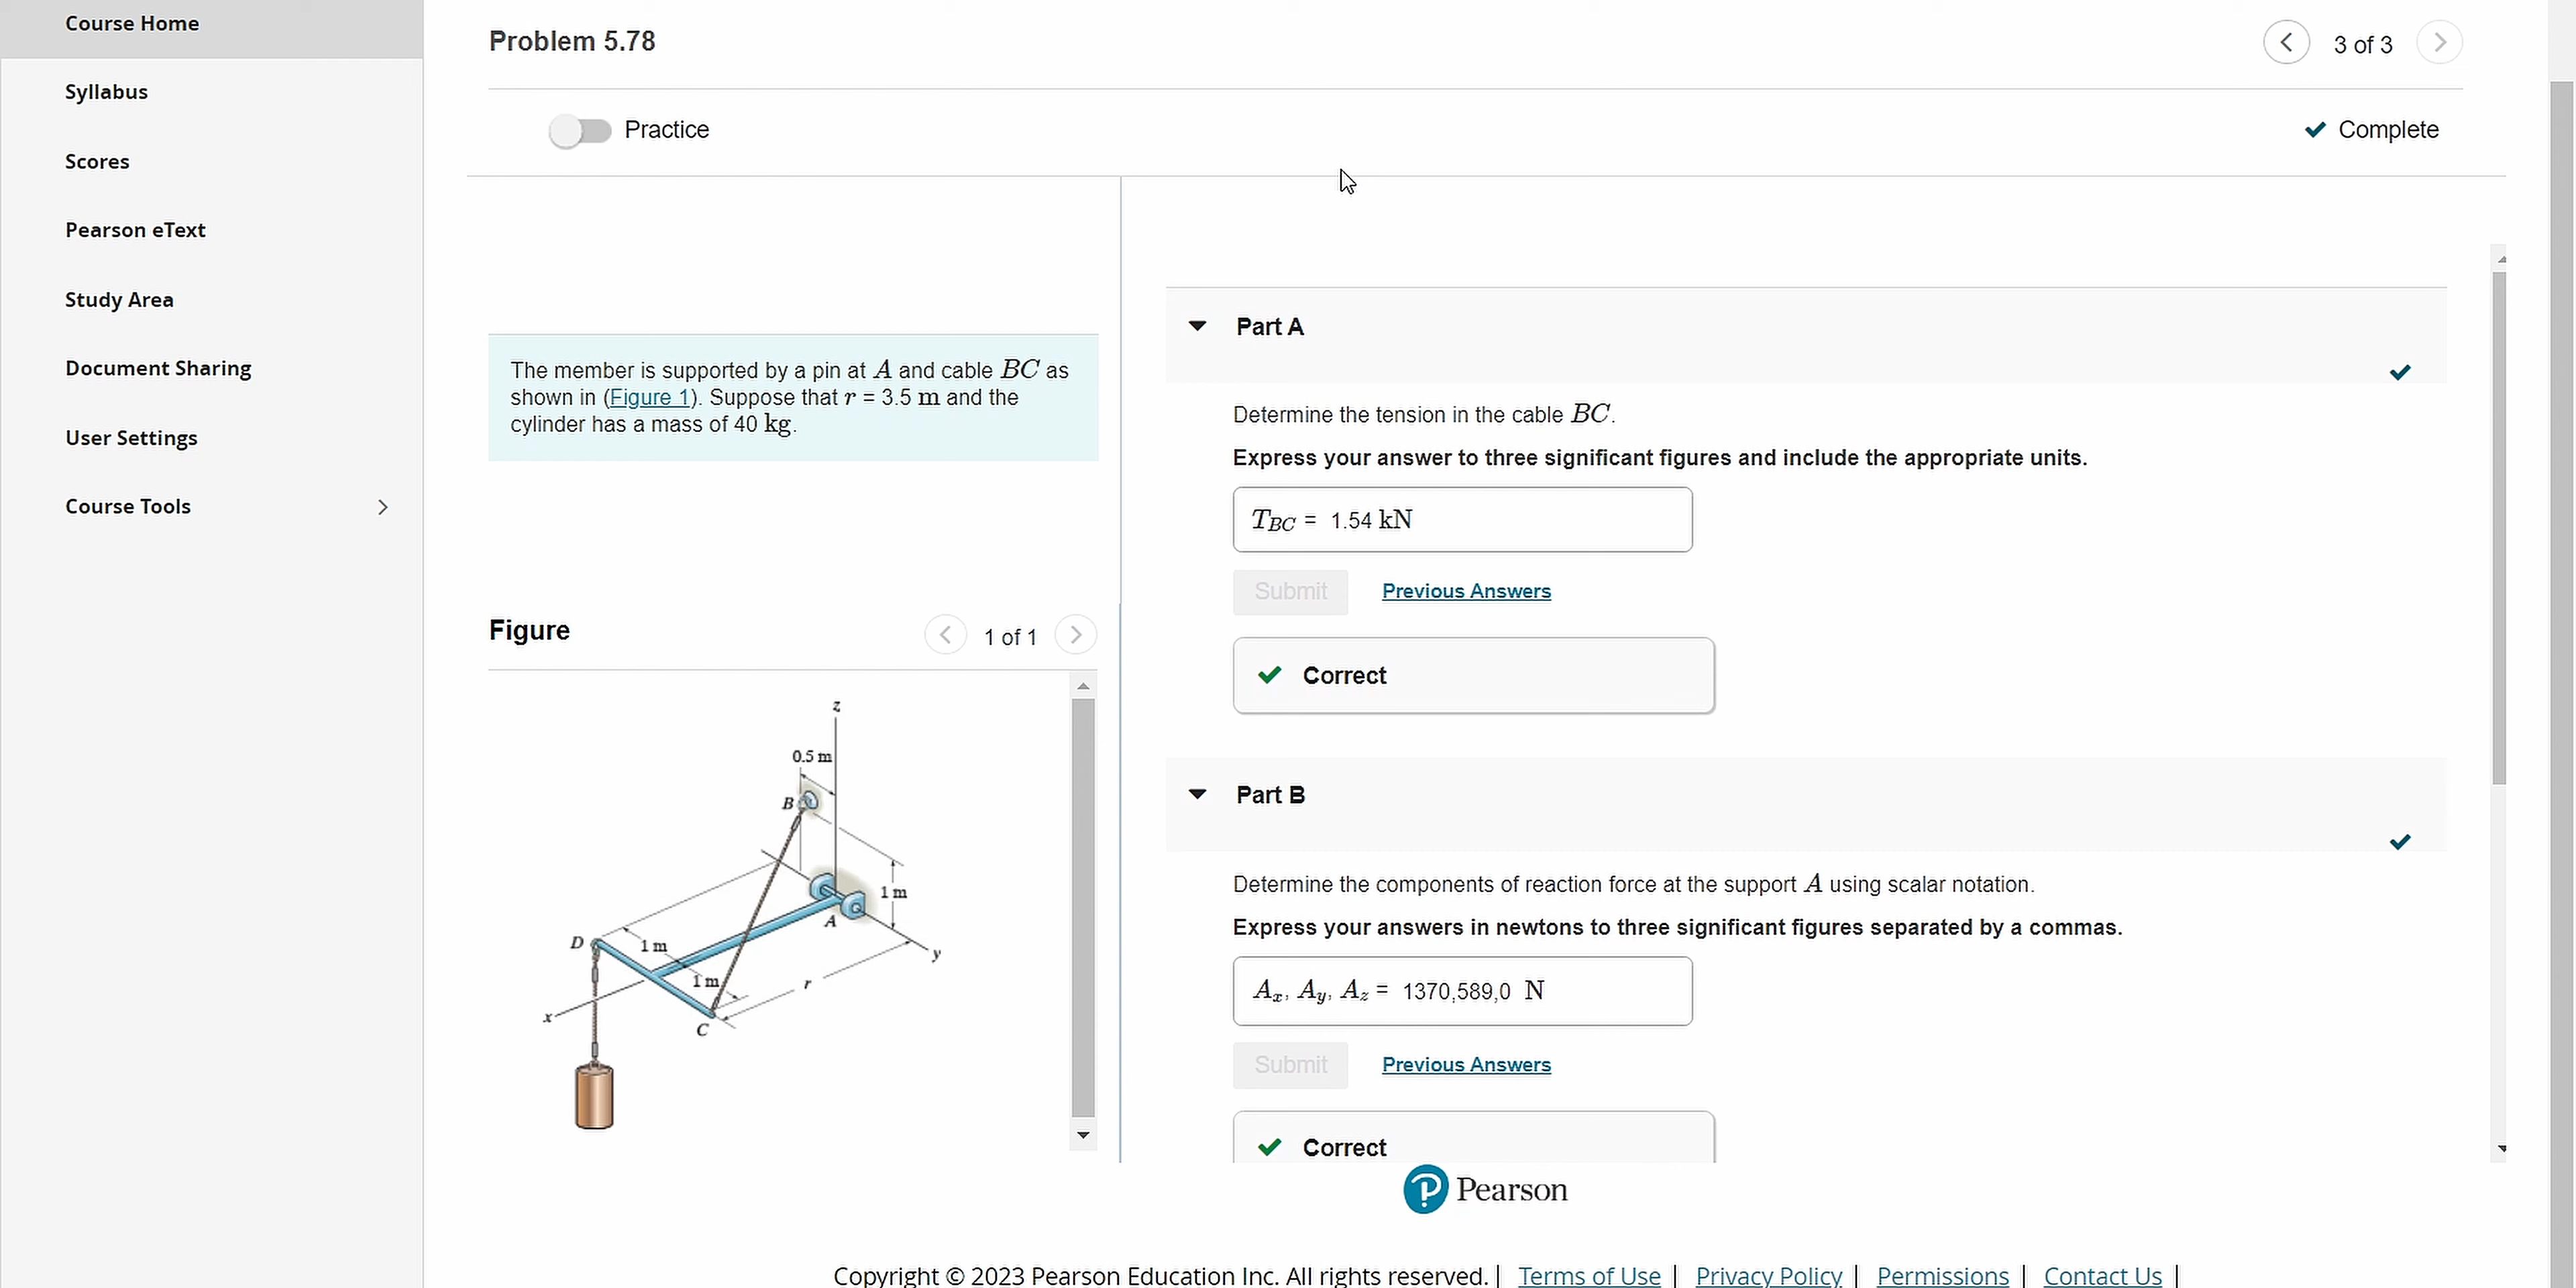 Course Home
Syllabus
Scores
Pearson eText
Study Area
Document Sharing
User Settings
Course Tools
Problem 5.78
3 of 3
Practice
Complete
The member is supported by a pin at A and cable BC as
shown in (Figure 1). Suppose that r = 3.5 m and the
cylinder has a mass of 40 kg.
Figure
1 of 1
z
0.5 m
B
1 m
A
D
1 m
y
1 m
r
x
C
Part A
Determine the tension in the cable BC.
Express your answer to three significant figures and include the appropriate units.
T_BC = 1.54 kN
Submit Previous Answers
Correct
Part B
Determine the components of reaction force at the support A using scalar notation.
Express your answers in newtons to three significant figures separated by a commas.
A_x, A_y, A_z = 1370,589,0 N
Submit Previous Answers
Correct
Pearson
Copyright © 2023 Pearson Education Inc. All rights reserved. | Terms of Use | Privacy Policy | Permissions | Contact Us |